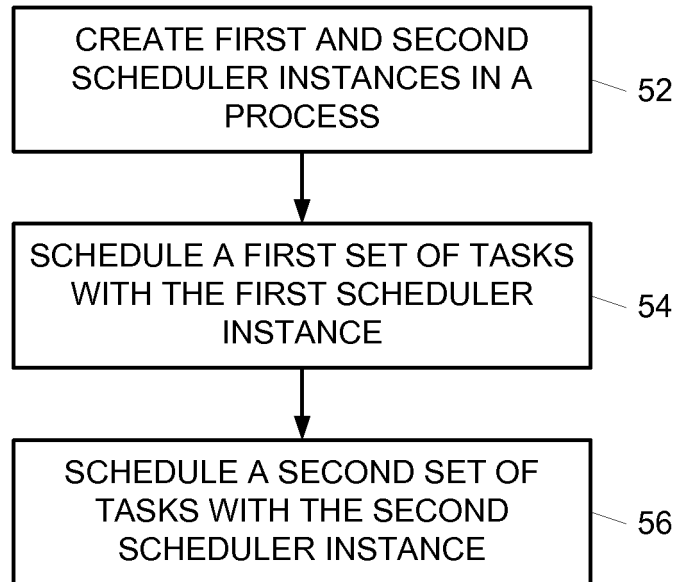 CREATE FIRST AND SECOND
SCHEDULER INSTANCES IN A
PROCESS
52
SCHEDULE A FIRST SET OF TASKS
WITH THE FIRST SCHEDULER
INSTANCE
54
SCHEDULE A SECOND SET OF
TASKS WITH THE SECOND
SCHEDULER INSTANCE
56